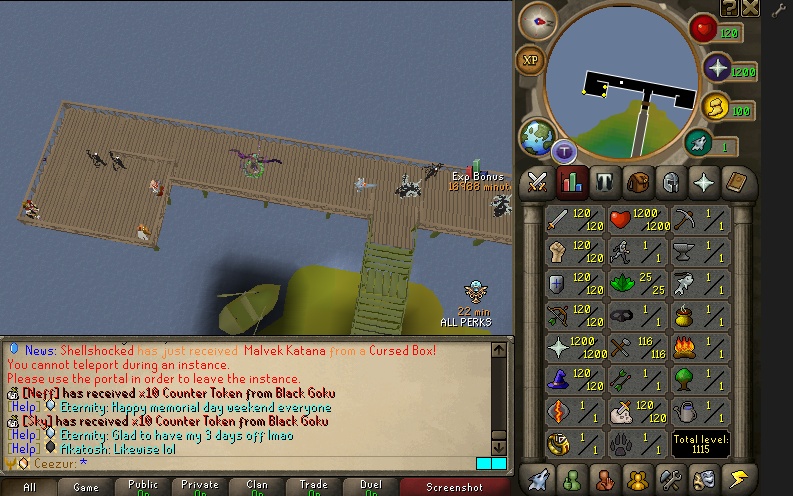 120
XP
1200
100
T
1
Exp Bonus
16988 minut
22 min
ALL PERKS
120/120 1200/1200 1/1
120/120 1/1 1/1
120/120 25/25 1/1
120/120 1/1 1/1
1200/1200 116/116 1/1
120/120 1/1 1/1
1/1 120/120 1/1
1/1 1/1 Total level:
1115
News: Shellshocked has just received Malvek Katana from a Cursed Box!
You cannot teleport during an instance.
Please use the portal in order to leave the instance.
[Neff] has received x10 Counter Token from Black Goku
[Help] Eternity: Happy memorial day weekend everyone
[Sky] has received x10 Counter Token from Black Goku
[Help] Eternity: Glad to have my 3 days off lmao
[Help] Akatosh: Likewise lol
Ceezur: *
All Game Public Private Clan Trade Duel Screenshot
On On On On On